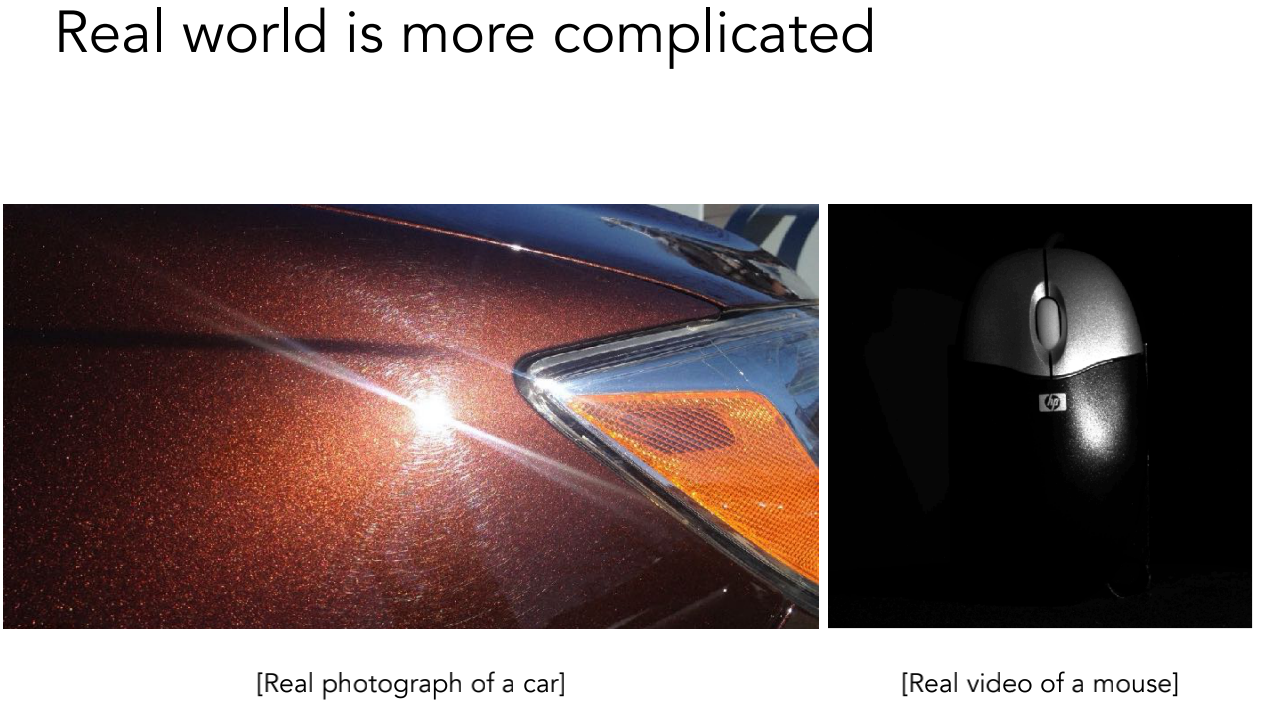 Real world is more complicated
hp
[Real photograph of a car]
[Real video of a mouse]